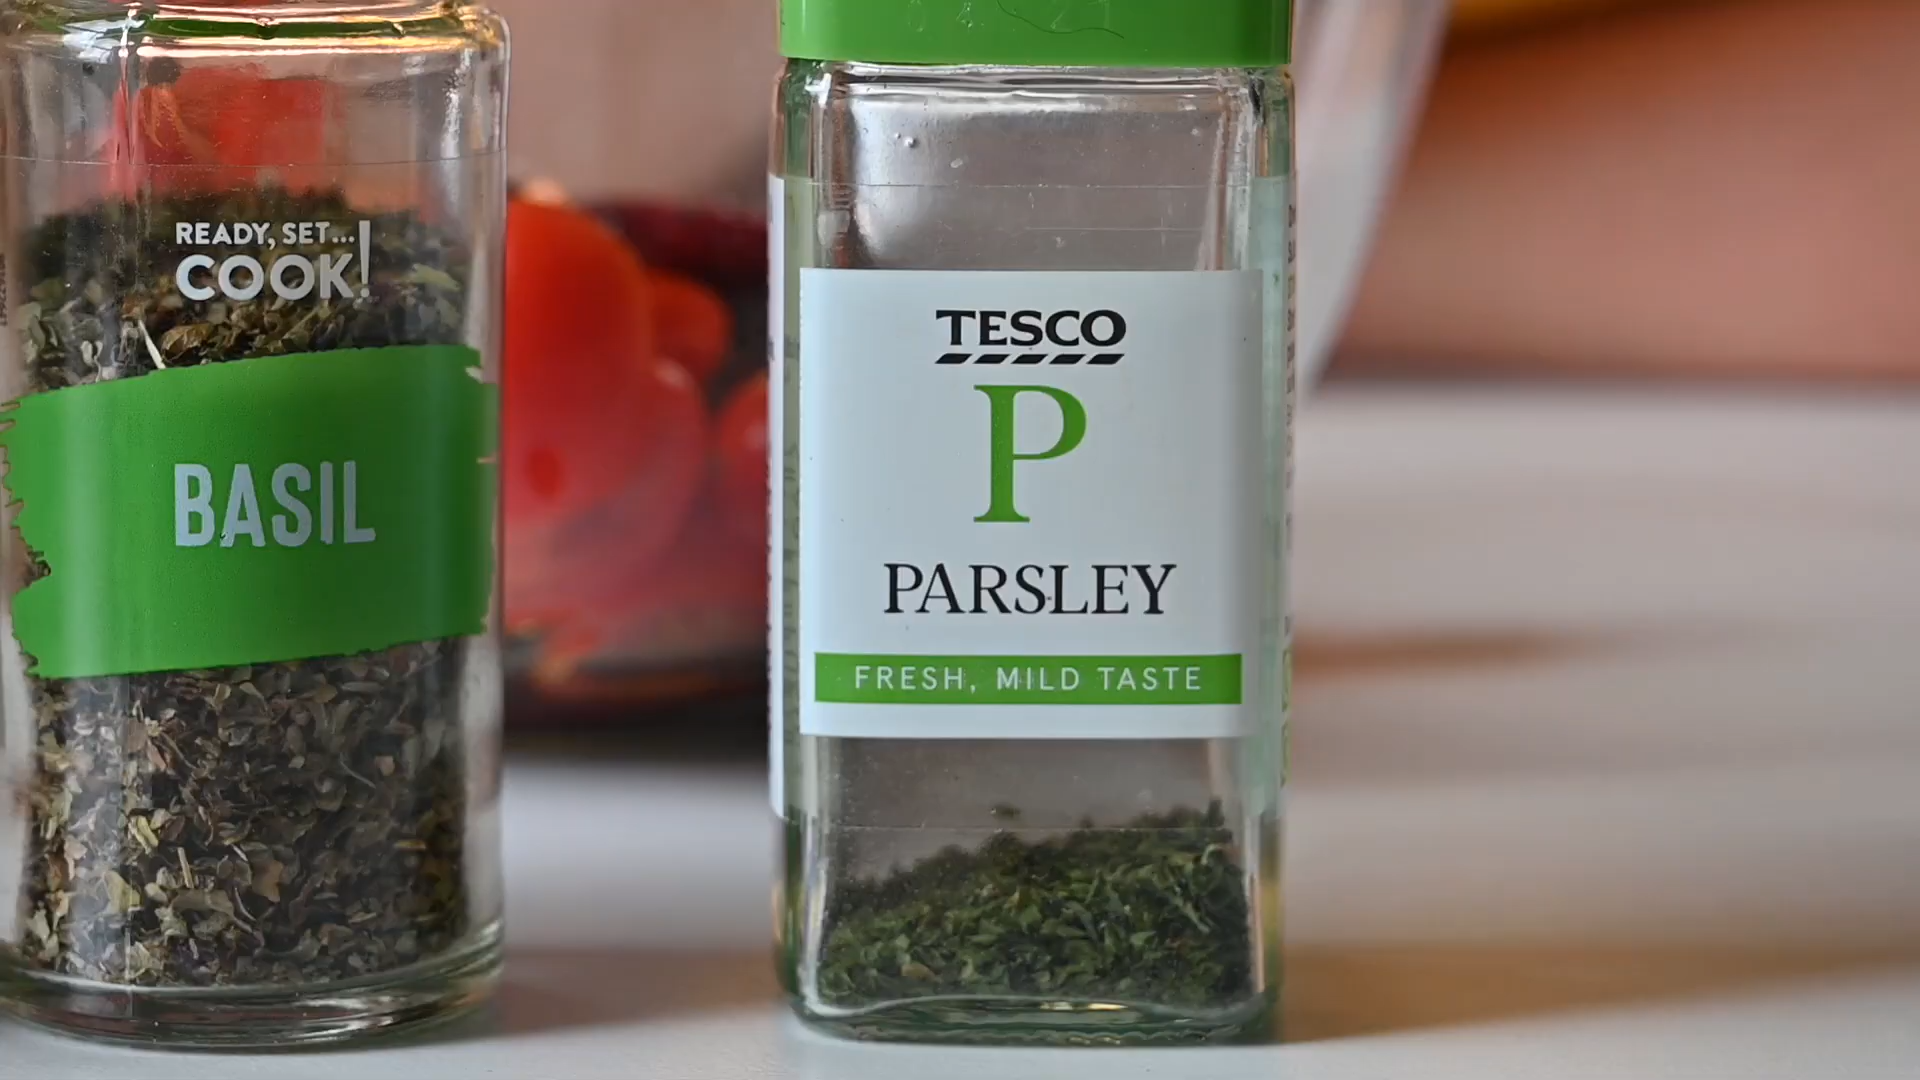 READY, SET...
COOK!
BASIL
TESCO
P
PARSLEY
FRESH, MILD TASTE